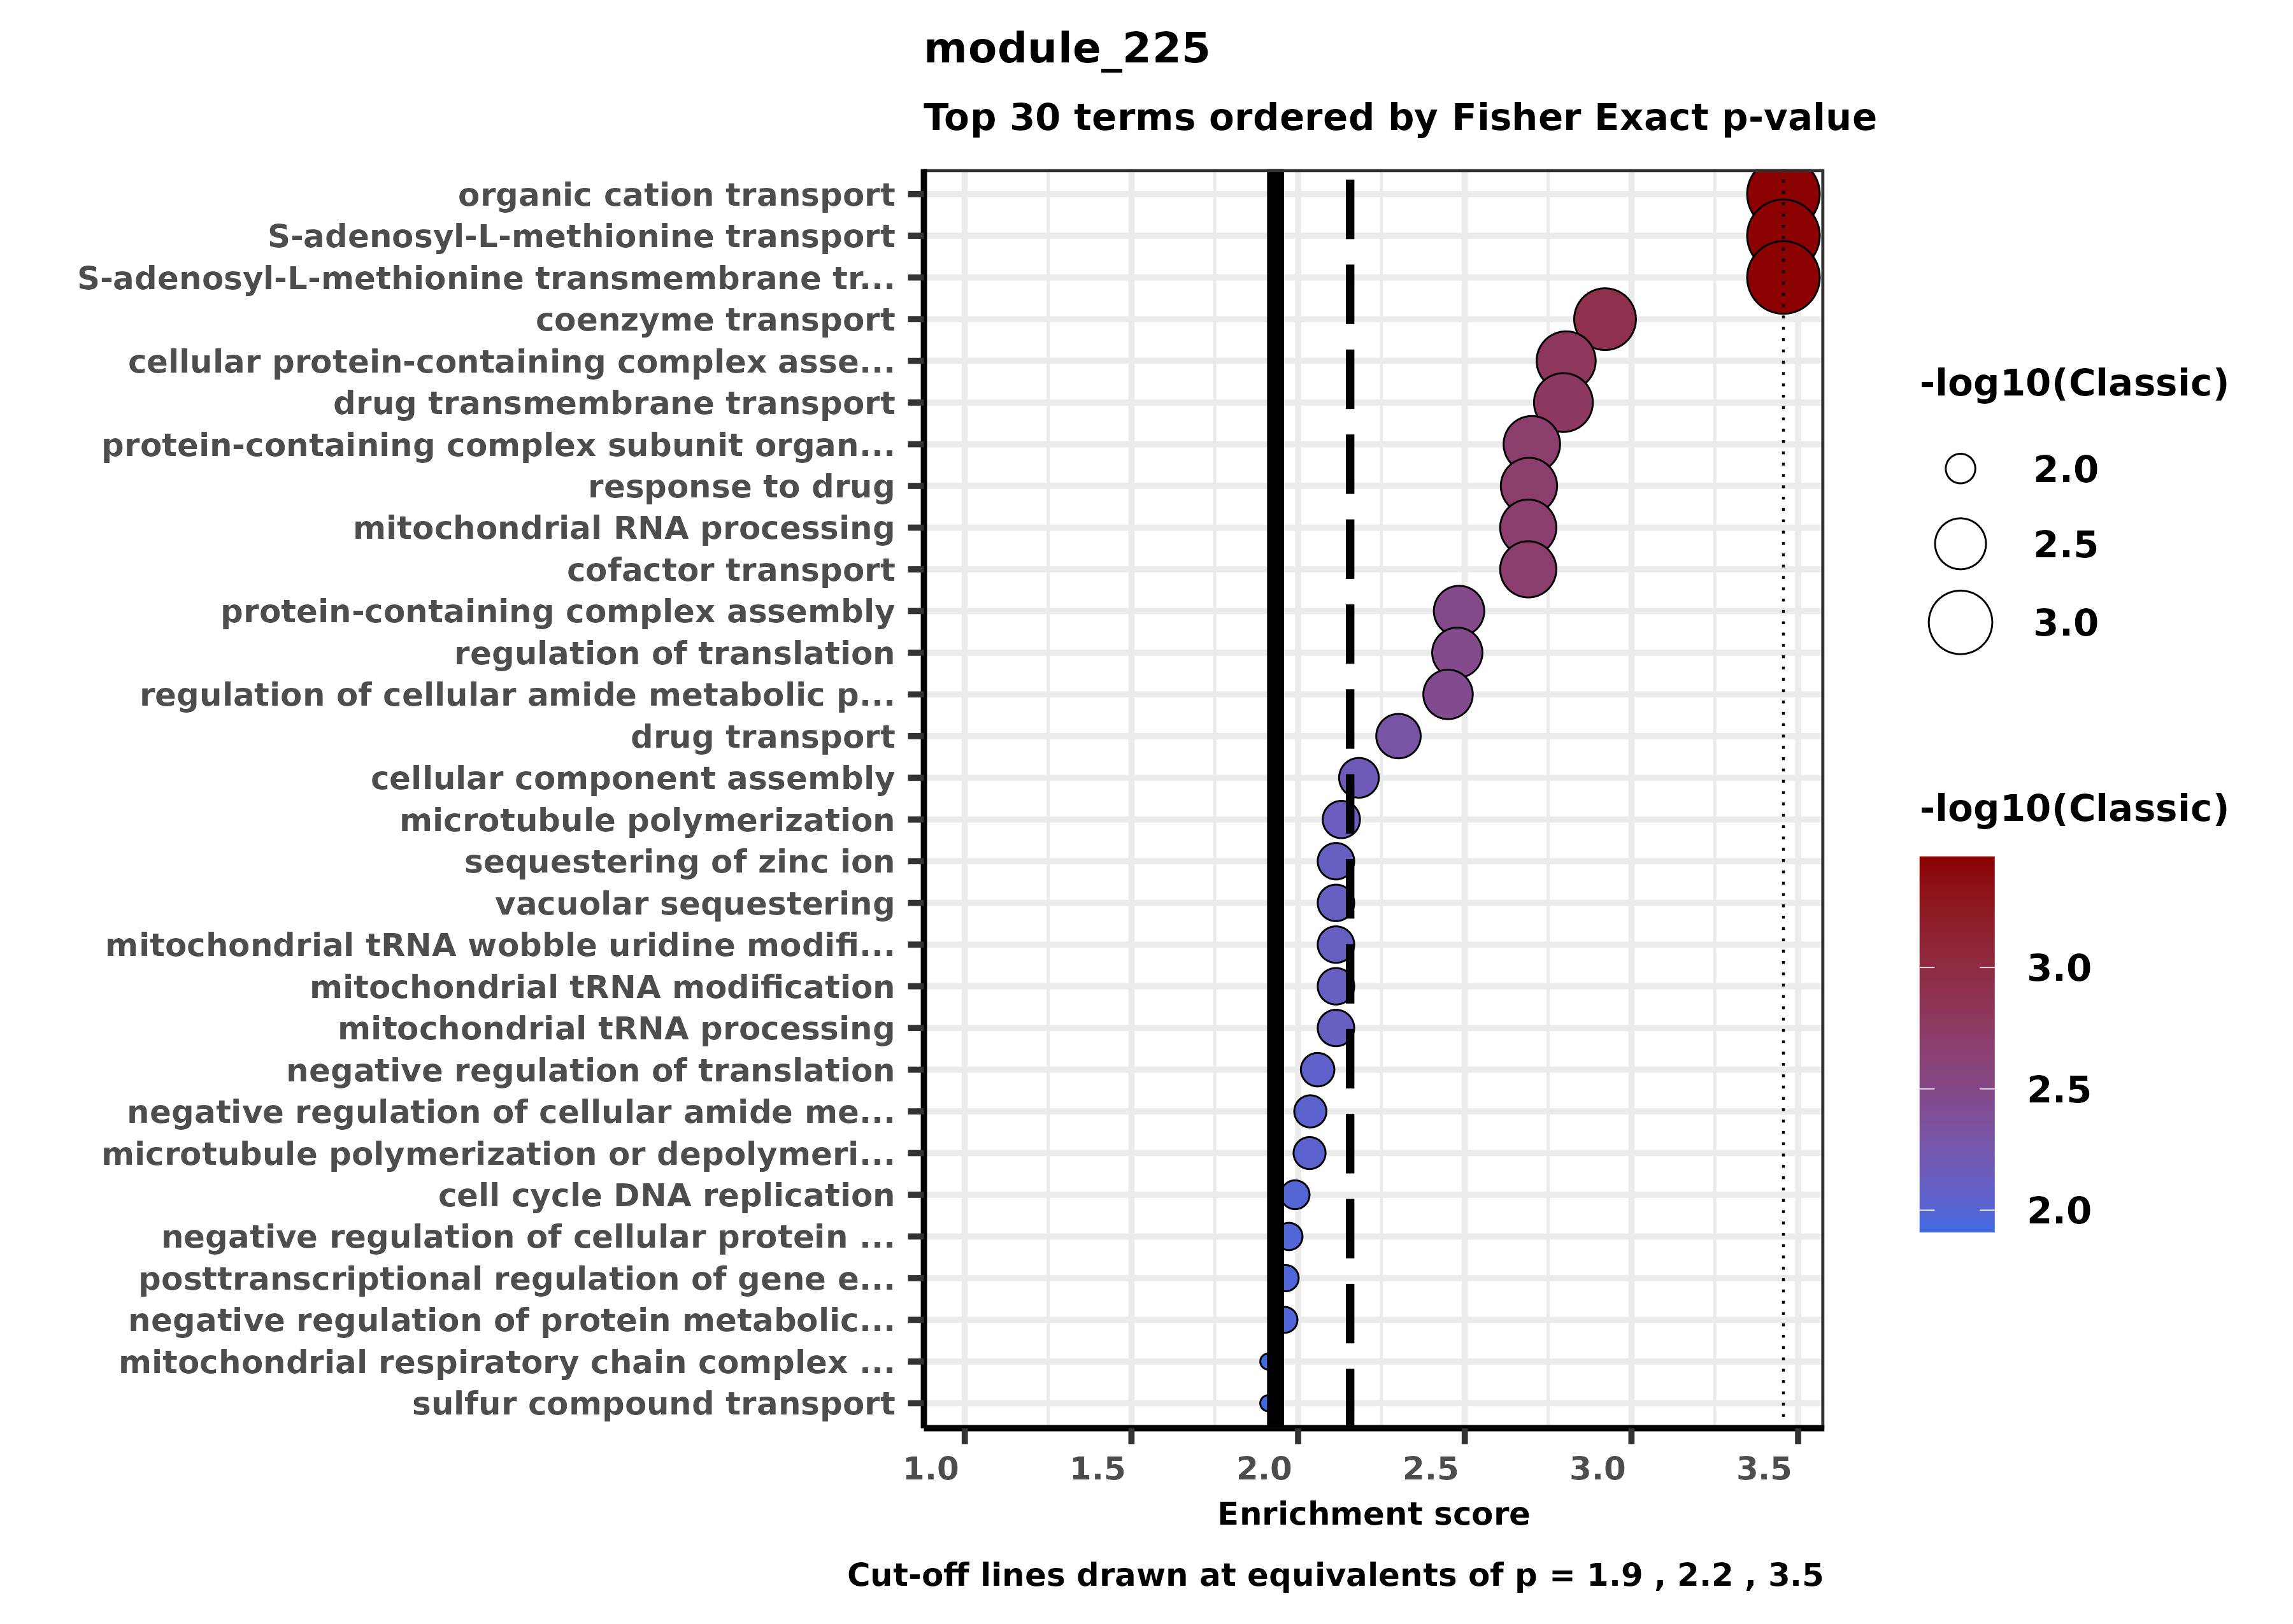 module_225
Top 30 terms ordered by Fisher Exact p-value
organic cation transport
S-adenosyl-L-methionine transport
S-adenosyl-L-methionine transmembrane tr...
coenzyme transport
cellular protein-containing complex asse...
drug transmembrane transport
protein-containing complex subunit organ...
response to drug
mitochondrial RNA processing
cofactor transport
protein-containing complex assembly
regulation of translation
regulation of cellular amide metabolic p...
drug transport
cellular component assembly
microtubule polymerization
sequestering of zinc ion
vacuolar sequestering
mitochondrial tRNA wobble uridine modifi...
mitochondrial tRNA modification
mitochondrial tRNA processing
negative regulation of translation
negative regulation of cellular amide me...
microtubule polymerization or depolymeri...
cell cycle DNA replication
negative regulation of cellular protein ...
posttranscriptional regulation of gene e...
negative regulation of protein metabolic...
mitochondrial respiratory chain complex ...
sulfur compound transport
1.0 1.5 2.0 2.5 3.0 3.5
Enrichment score
Cut-off lines drawn at equivalents of p = 1.9 , 2.2 , 3.5
-log10(Classic)
2.0
2.5
3.0
-log10(Classic)
3.0
2.5
2.0